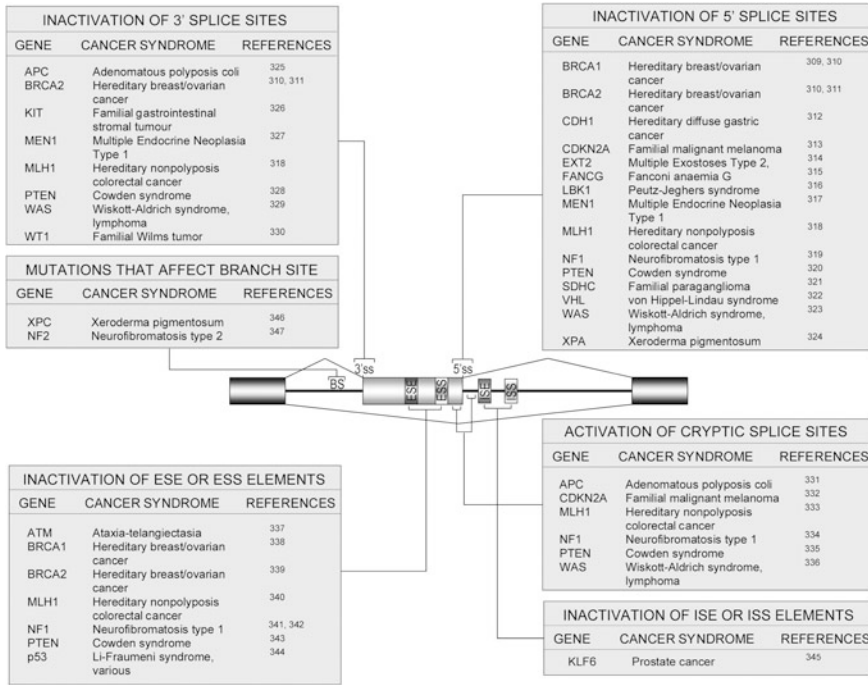 INACTIVATION OF 3' SPLICE SITES
GENE CANCER SYNDROME REFERENCES
APC Adenomatous polyposis coli 325
BRCA2 Hereditary breast/ovarian 310, 311
cancer
KIT Familial gastrointestinal 326
stromal tumour
MEN1 Multiple Endocrine Neoplasia 327
Type 1
MLH1 Hereditary nonpolyposis 318
colorectal cancer
PTEN Cowden syndrome 328
WAS Wiskott-Aldrich syndrome, 329
lymphoma
WT1 Familial Wilms tumor 330
MUTATIONS THAT AFFECT BRANCH SITE
GENE CANCER SYNDROME REFERENCES
XPC Xeroderma pigmentosum 346
NF2 Neurofibromatosis type 2 347
INACTIVATION OF 5' SPLICE SITES
GENE CANCER SYNDROME REFERENCES
BRCA1 Hereditary breast/ovarian 309, 310
cancer
BRCA2 Hereditary breast/ovarian 310, 311
cancer
CDH1 Hereditary diffuse gastric 312
cancer
CDKN2A Familial malignant melanoma 313
EXT2 Multiple Exostoses Type 2, 314
FANCG Fanconi anaemia G 315
LBK1 Peutz-Jeghers syndrome 316
MEN1 Multiple Endocrine Neoplasia 317
Type 1
MLH1 Hereditary nonpolyposis 318
colorectal cancer
NF1 Neurofibromatosis type 1 319
PTEN Cowden syndrome 320
SDHC Familial paraganglioma 321
VHL von Hippel-Lindau syndrome 322
WAS Wiskott-Aldrich syndrome, 323
lymphoma
XPA Xeroderma pigmentosum 324
3'ss 5'ss
BS ESE ESS ISE ISS
INACTIVATION OF ESE OR ESS ELEMENTS
GENE CANCER SYNDROME REFERENCES
ATM Ataxia-telangiectasia 337
BRCA1 Hereditary breast/ovarian 338
cancer
BRCA2 Hereditary breast/ovarian 339
cancer
MLH1 Hereditary nonpolyposis 340
colorectal cancer
NF1 Neurofibromatosis type 1 341, 342
PTEN Cowden syndrome 343
p53 Li-Fraumeni syndrome, 344
various
ACTIVATION OF CRYPTIC SPLICE SITES
GENE CANCER SYNDROME REFERENCES
APC Adenomatous polyposis coli 331
CDKN2A Familial malignant melanoma 332
MLH1 Hereditary nonpolyposis 333
colorectal cancer
NF1 Neurofibromatosis type 1 334
PTEN Cowden syndrome 335
WAS Wiskott-Aldrich syndrome, 336
lymphoma
INACTIVATION OF ISE OR ISS ELEMENTS
GENE CANCER SYNDROME REFERENCES
KLF6 Prostate cancer 345